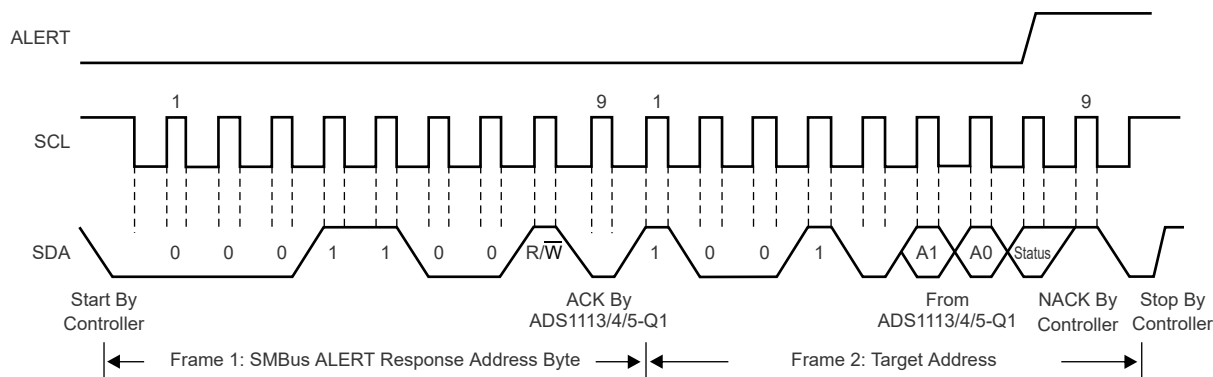 ALERT
1 9 1 9
SCL
SDA
0 0 0 1 1 0 0 R/W̅ 1 0 0 1 A1 A0 Status
Start By
Controller
ACK By
ADS1113/4/5-Q1
From
ADS1113/4/5-Q1
NACK By
Controller
Stop By
Controller
Frame 1: SMBus ALERT Response Address Byte
Frame 2: Target Address